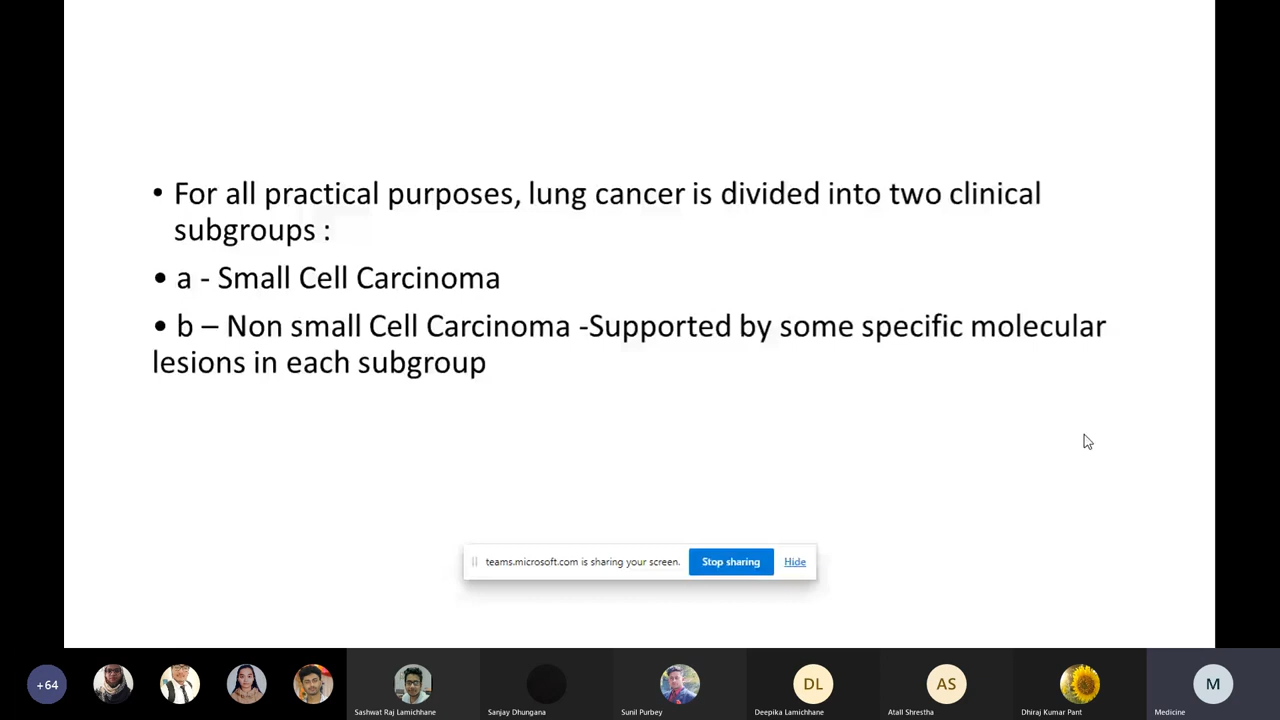 • For all practical purposes, lung cancer is divided into two clinical
subgroups :
• a - Small Cell Carcinoma
• b – Non small Cell Carcinoma -Supported by some specific molecular
lesions in each subgroup
teams.microsoft.com is sharing your screen. Stop sharing Hide
+64
DL AS M
Sashwat Raj Lamichhane Sanjay Dhungana Sunil Purbey Deepika Lamichhane Atall Shrestha Dhiraj Kumar Pant Medicine